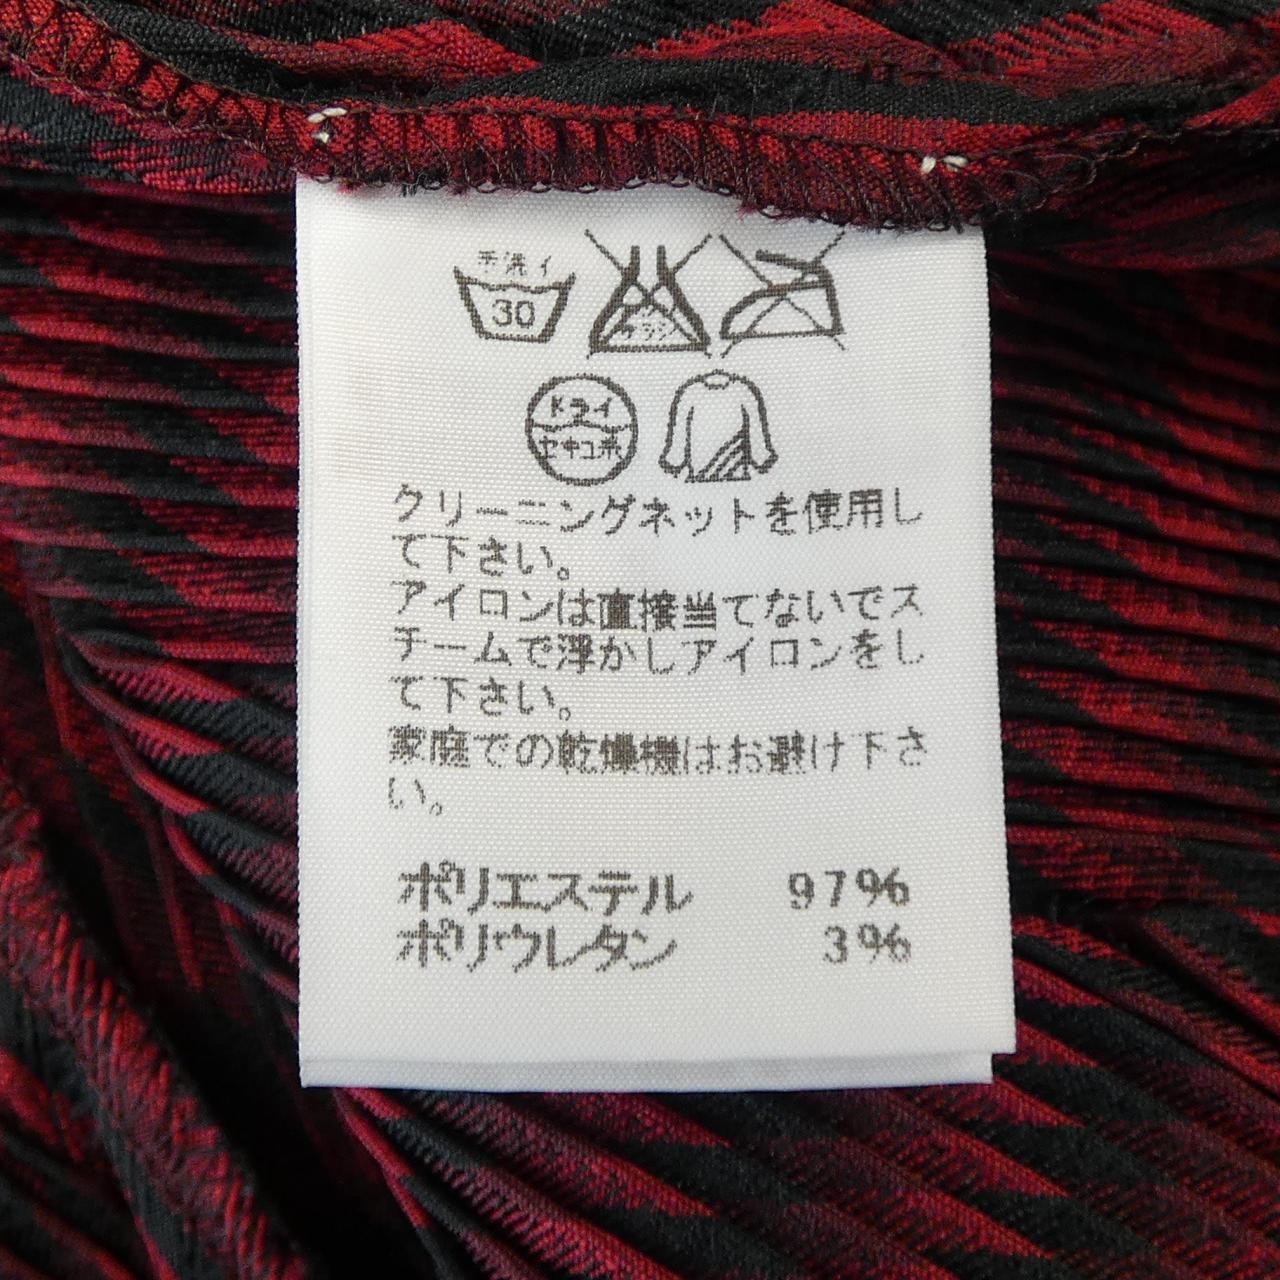 手洗イ
30
ドライ
セキユ系
クリーニングネットを使用し
て下さい。
アイロンは直接当てないでス
チームで浮かしアイロンをし
て下さい。
家庭での乾燥機はお避け下さ
い。
ポリエステル 97%
ポリウレタン 3%